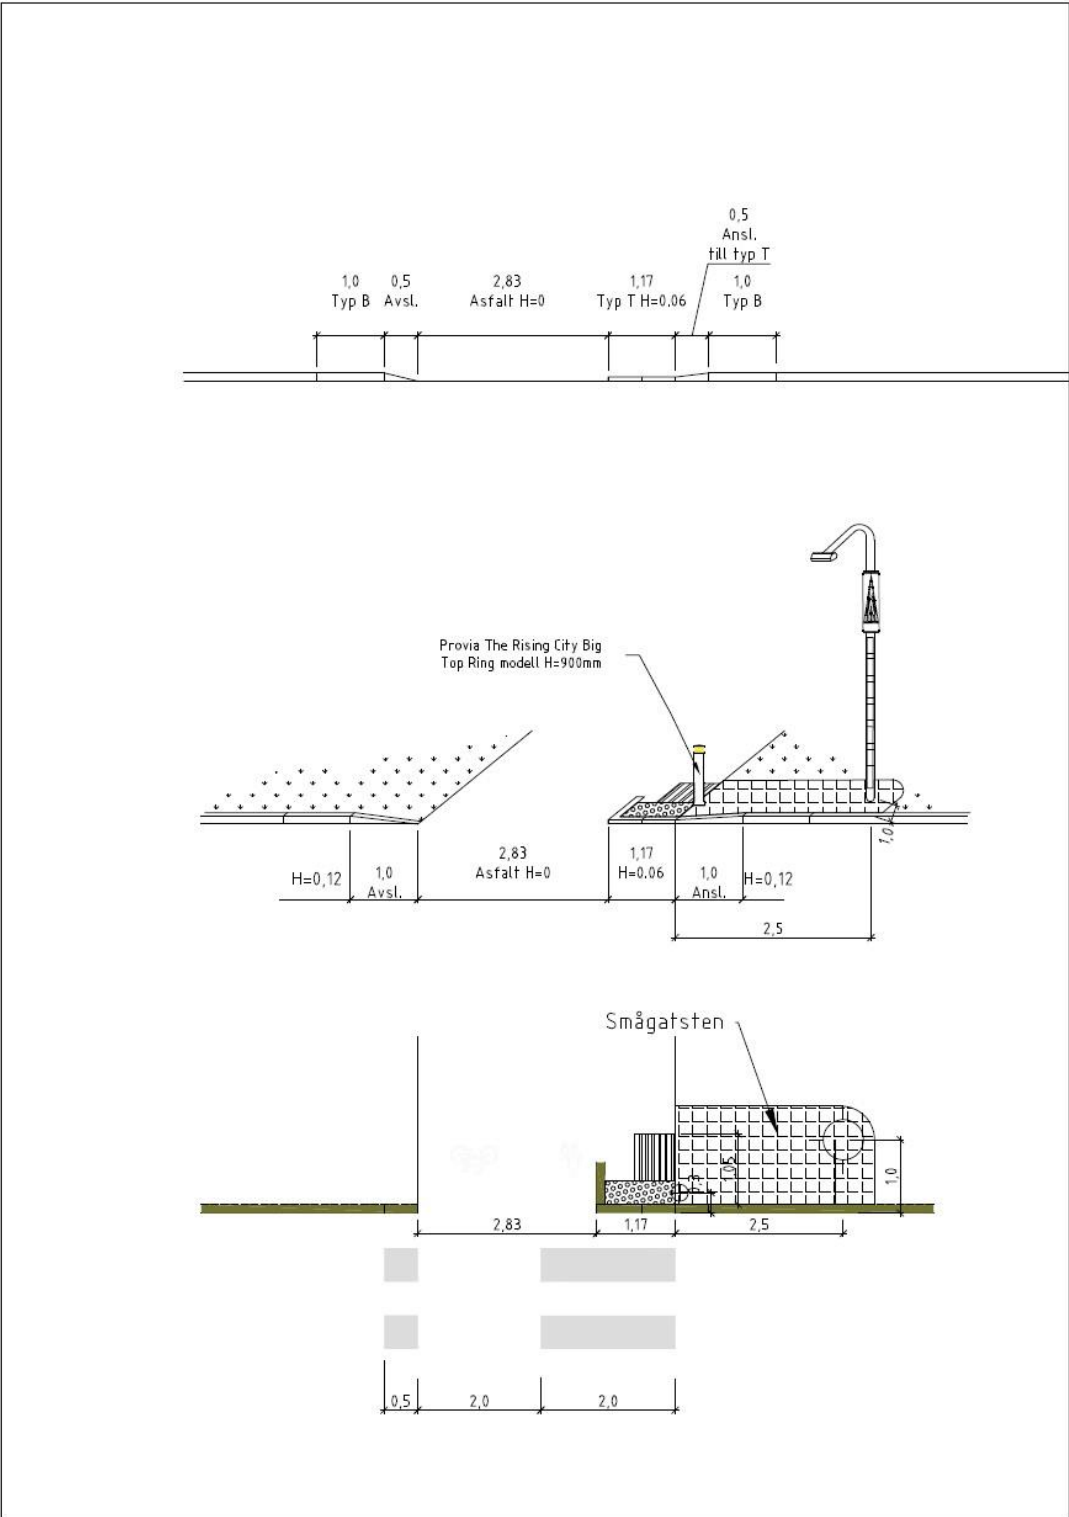 0,5
Ansl.
till typ T
1,0
Typ B
0,5
Avsl.
2,83
Asfalt H=0
1,17
Typ T H=0.06
1,0
Typ B
Provia The Rising City Big
Top Ring modell H=900mm
1,0
H=0,12
1,0
Avsl.
2,83
Asfalt H=0
1,17
H=0.06
1,0
Ansl.
H=0,12
2,5
Smågatsten
1,05
0,3
1,0
2,83
1,17
2,5
0,5
2,0
2,0